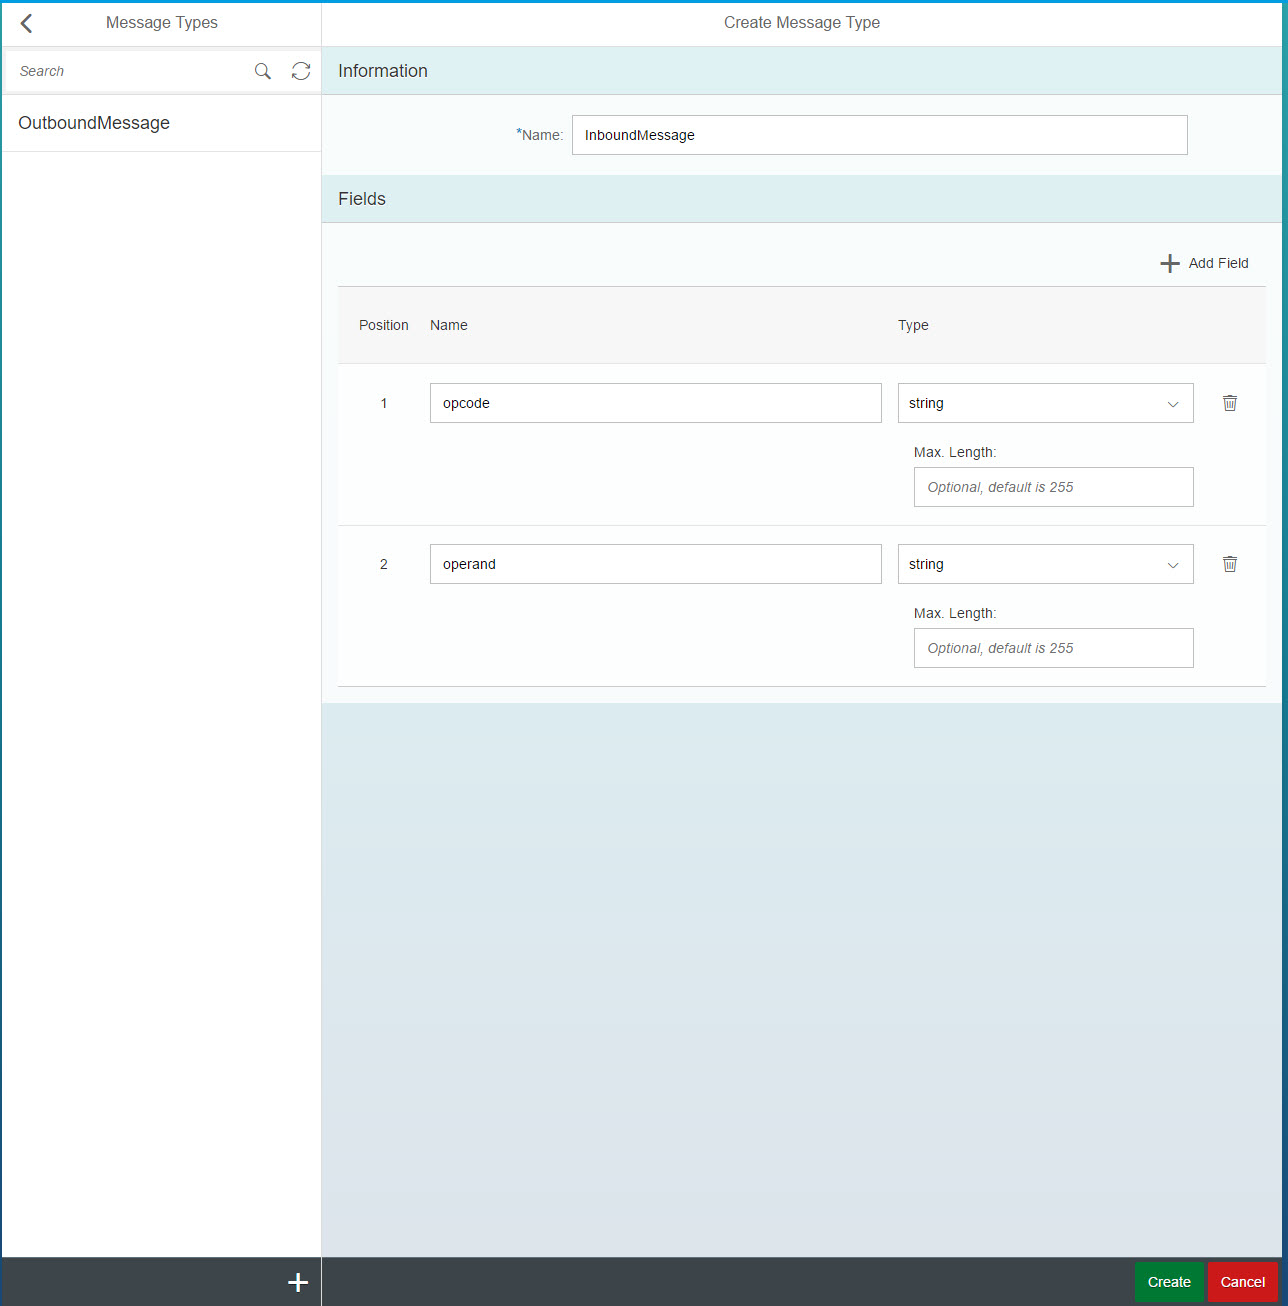 Message Types
Create Message Type
Search
Information
OutboundMessage
*Name: InboundMessage
Fields
Add Field
Position Name Type
1 opcode string
Max. Length:
Optional, default is 255
2 operand string
Max. Length:
Optional, default is 255
Create Cancel